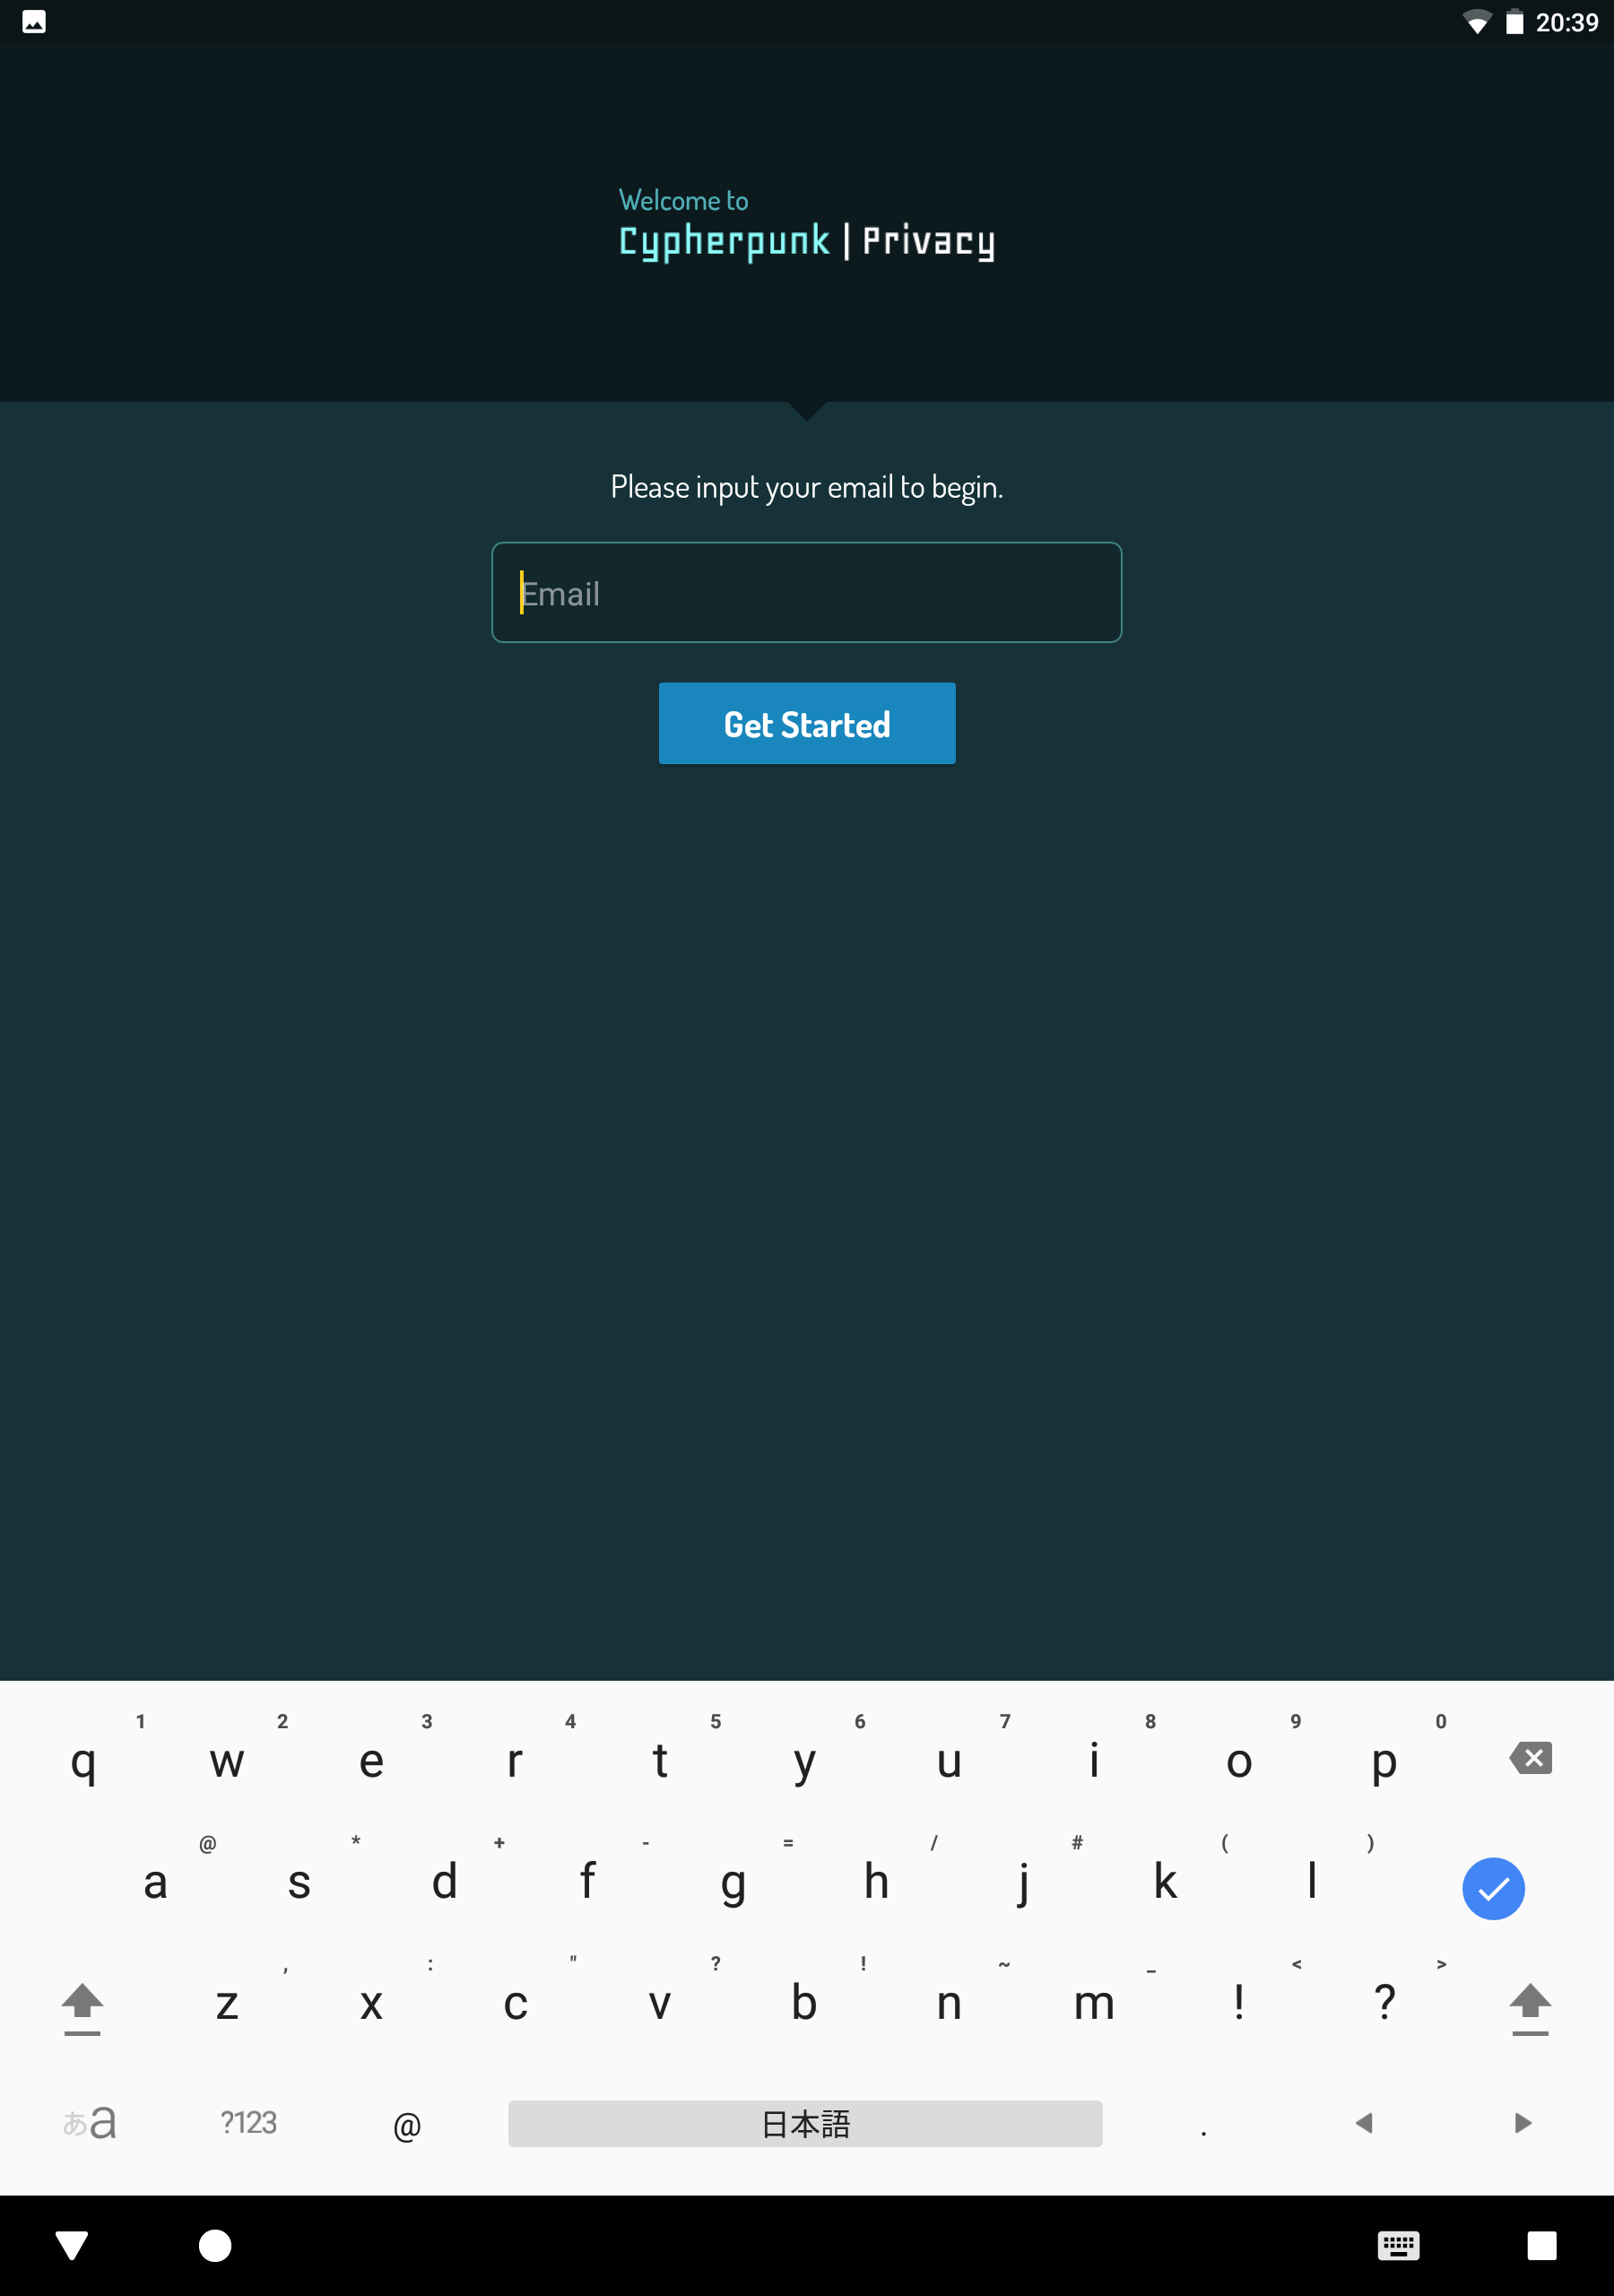 20:39
Welcome to
Cypherpunk | Privacy
Please input your email to begin.
Email
Get Started
1 2 3 4 5 6 7 8 9 0
q w e r t y u i o p
@ * + - = / # ( )
a s d f g h j k l
, : " ? ! ~ _ < >
z x c v b n m ! ?
あa ?123 @ 日本語 .